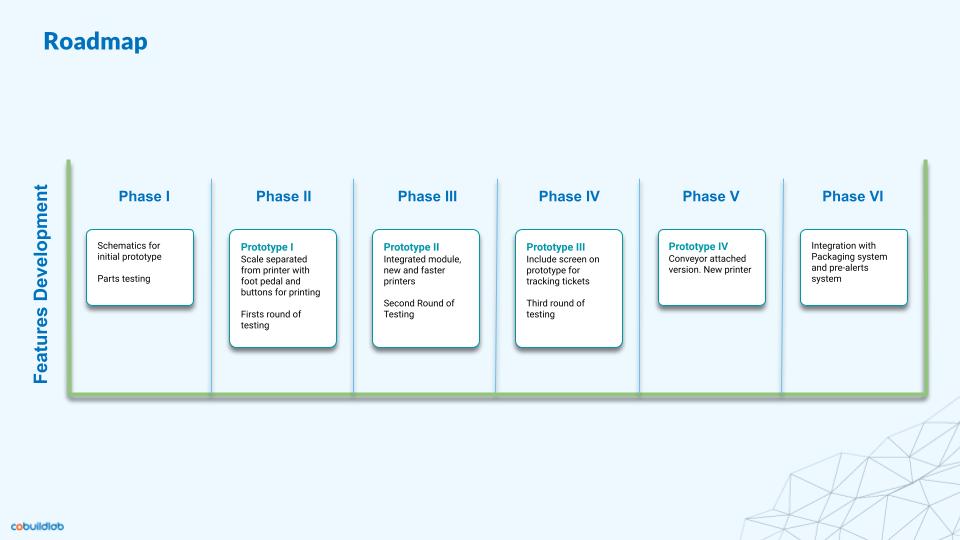 Roadmap
Features Development
Phase I
Schematics for
initial prototype
Parts testing
Phase II
Prototype I
Scale separated
from printer with
foot pedal and
buttons for printing
Firsts round of
testing
Phase III
Prototype II
Integrated module,
new and faster
printers
Second Round of
Testing
Phase IV
Prototype III
Include screen on
prototype for
tracking tickets
Third round of
testing
Phase V
Prototype IV
Conveyor attached
version. New printer
Phase VI
Integration with
Packaging system
and pre-alerts
system
cobuildlab